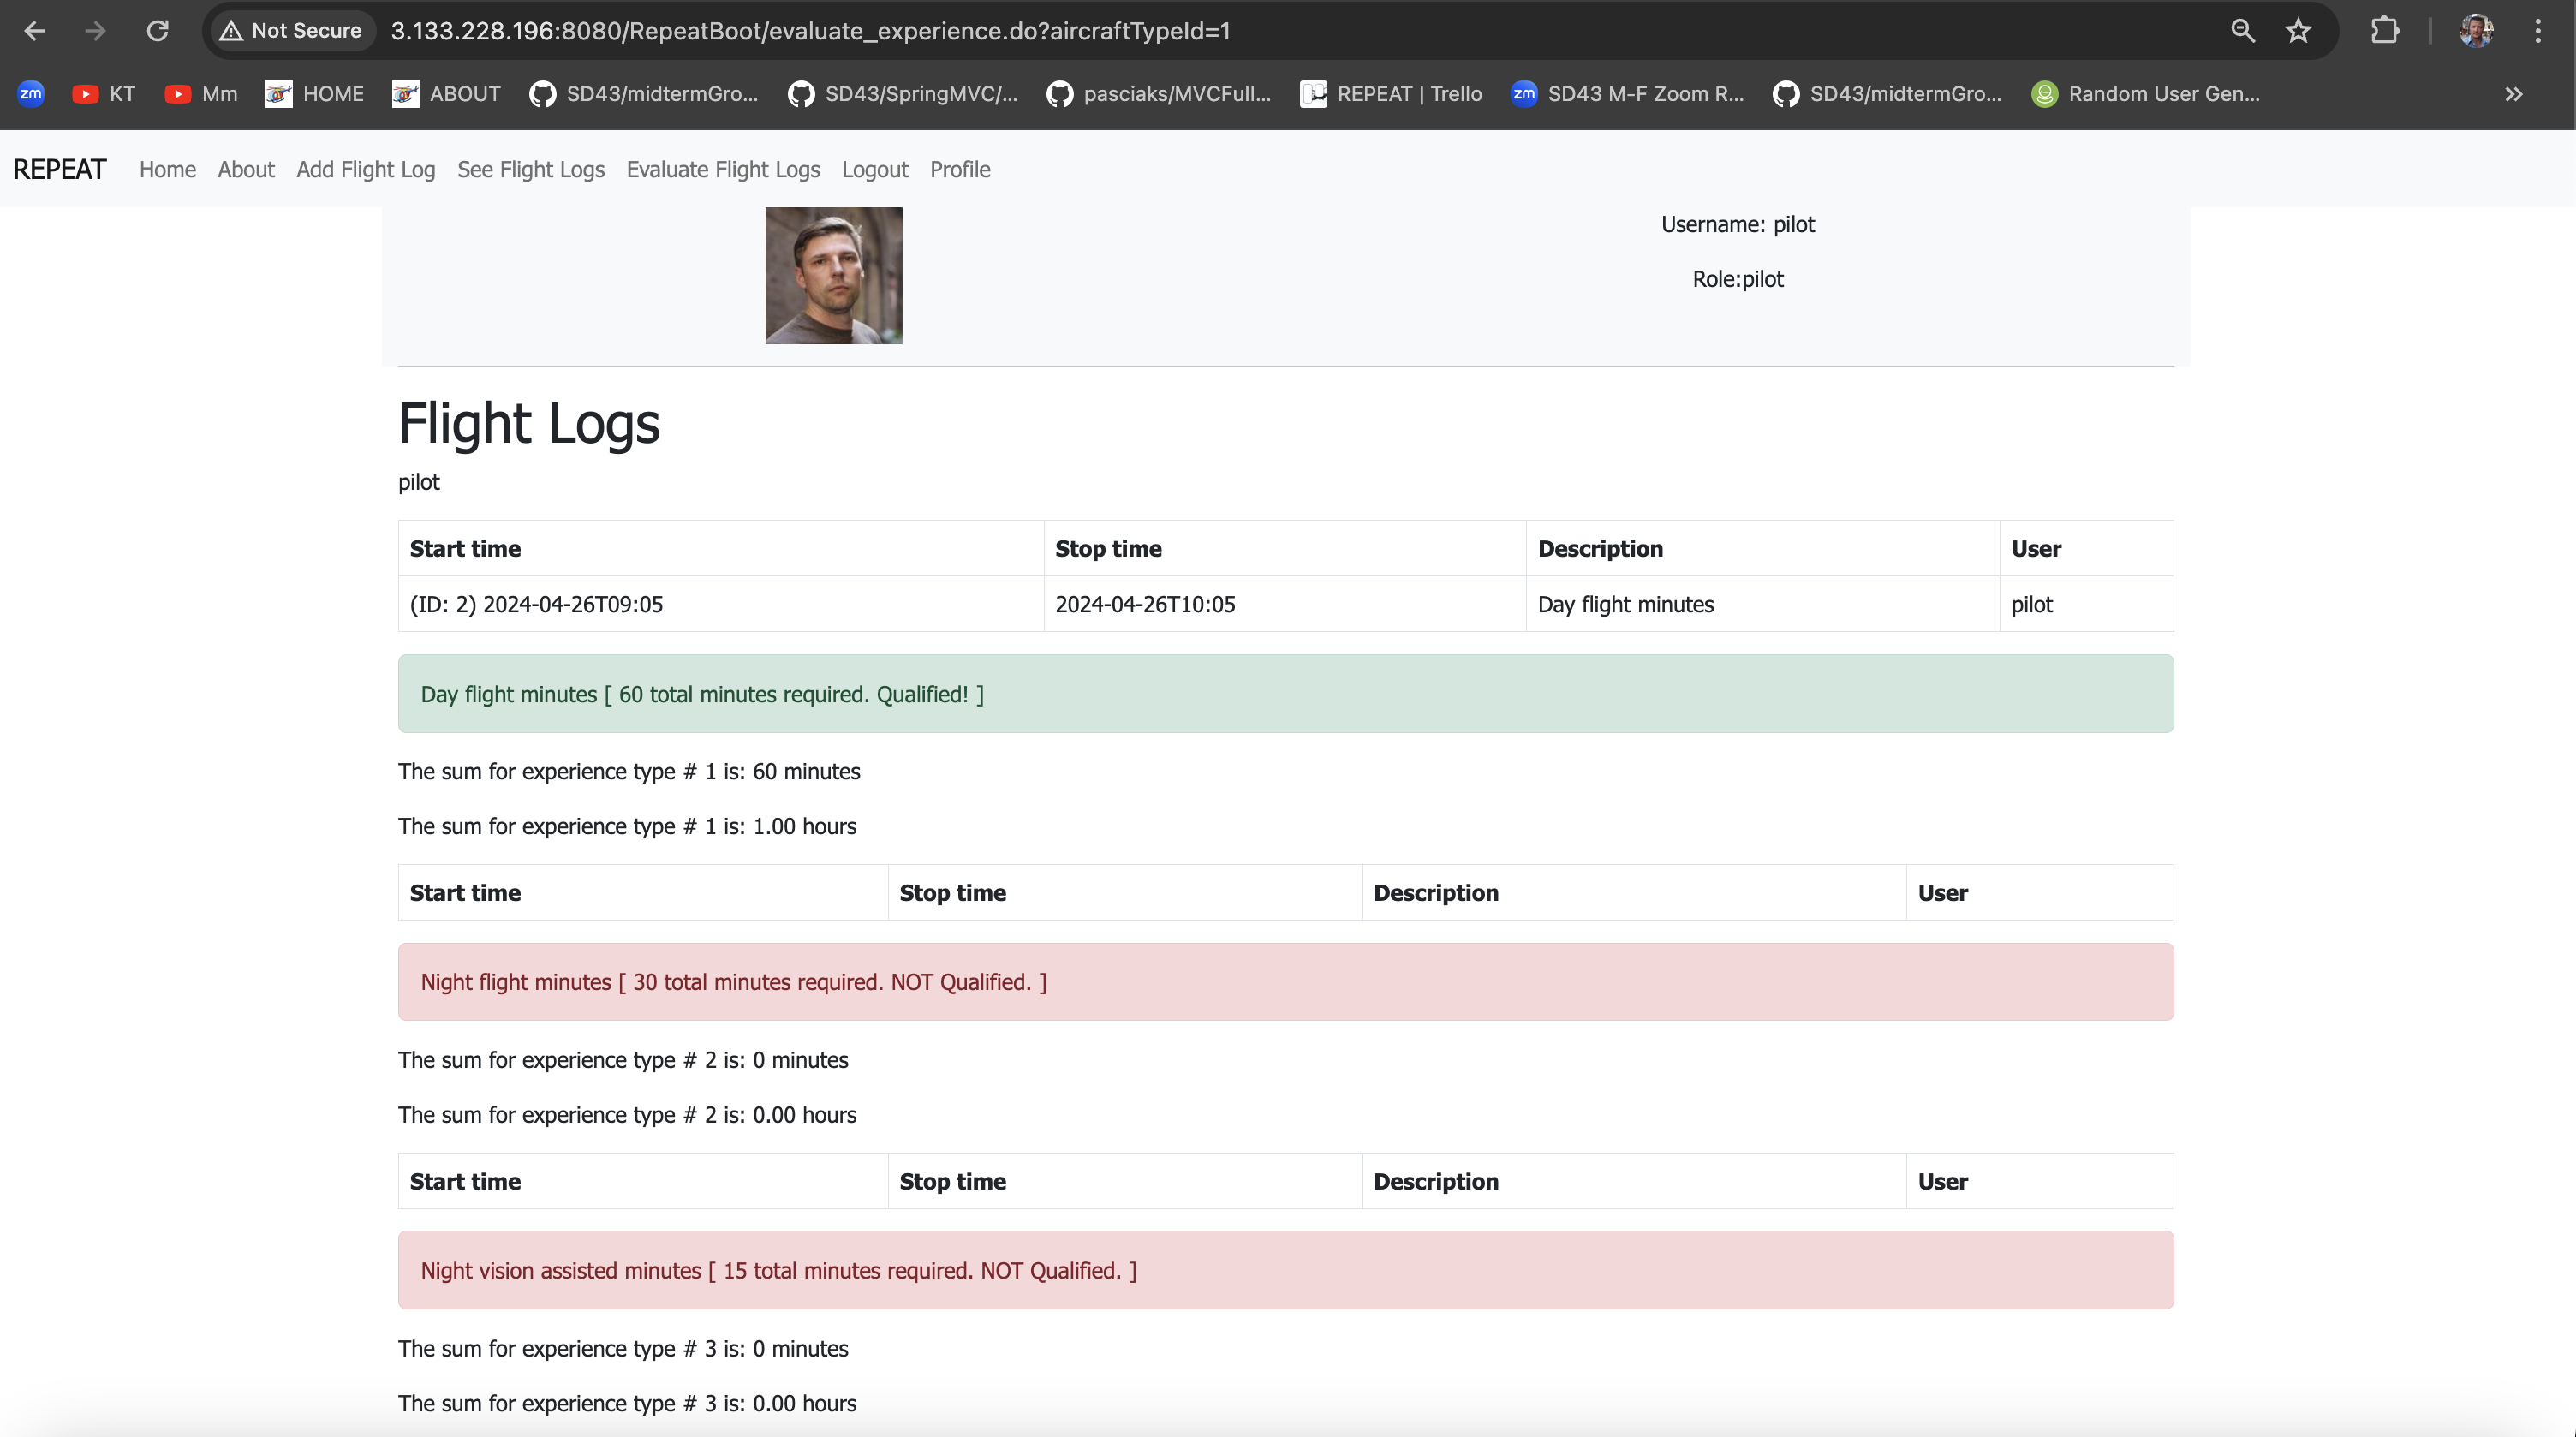 Not Secure 3.133.228.196:8080/RepeatBoot/evaluate_experience.do?aircraftTypeId=1
zm KT Mm HOME ABOUT SD43/midtermGro... SD43/SpringMVC/... pasciaks/MVCFull... REPEAT | Trello zm SD43 M-F Zoom R... SD43/midtermGro... Random User Gen... »
REPEAT Home About Add Flight Log See Flight Logs Evaluate Flight Logs Logout Profile
Username: pilot
Role:pilot
Flight Logs
pilot
Start time Stop time Description User
(ID: 2) 2024-04-26T09:05 2024-04-26T10:05 Day flight minutes pilot
Day flight minutes [ 60 total minutes required. Qualified! ]
The sum for experience type # 1 is: 60 minutes
The sum for experience type # 1 is: 1.00 hours
Start time Stop time Description User
Night flight minutes [ 30 total minutes required. NOT Qualified. ]
The sum for experience type # 2 is: 0 minutes
The sum for experience type # 2 is: 0.00 hours
Start time Stop time Description User
Night vision assisted minutes [ 15 total minutes required. NOT Qualified. ]
The sum for experience type # 3 is: 0 minutes
The sum for experience type # 3 is: 0.00 hours